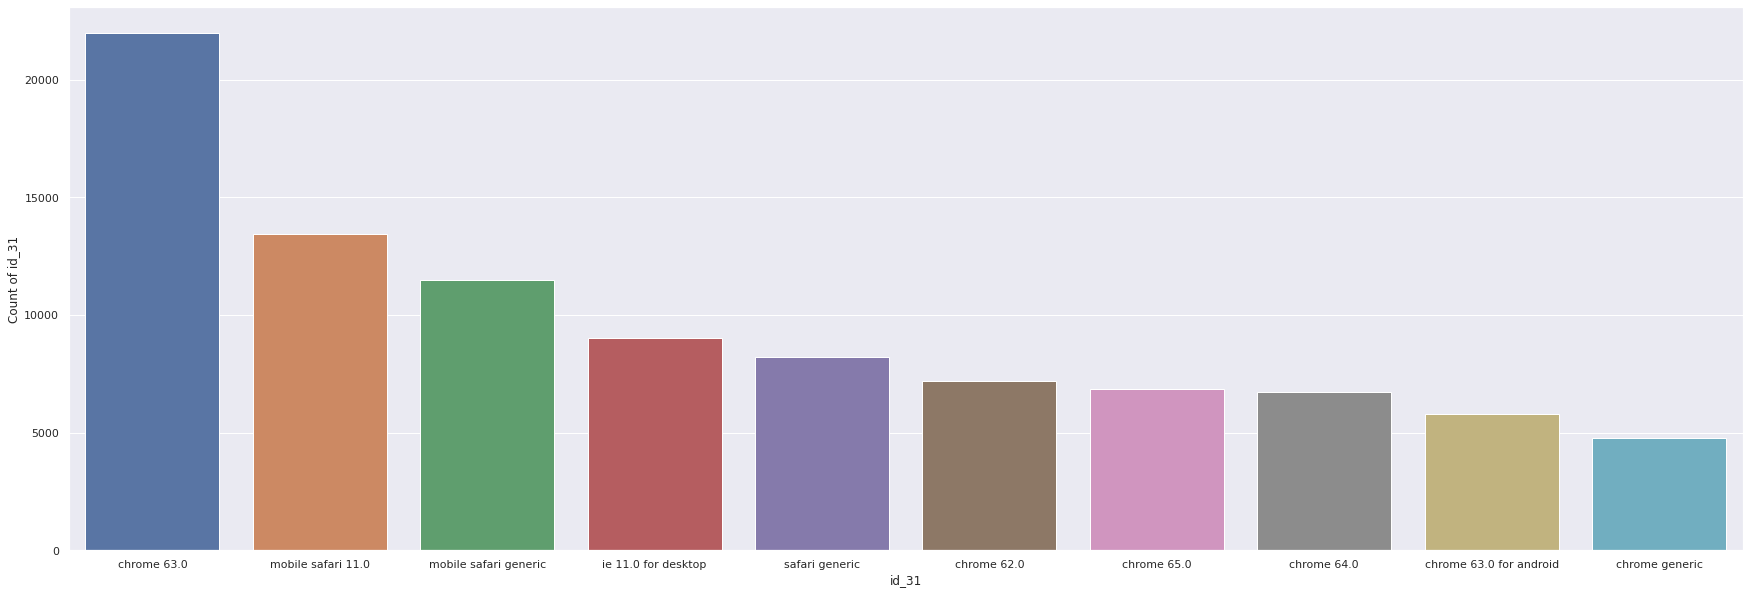 Count of id_31
20000
15000
10000
5000
0
chrome 63.0 mobile safari 11.0 mobile safari generic ie 11.0 for desktop safari generic chrome 62.0 chrome 65.0 chrome 64.0 chrome 63.0 for android chrome generic
id_31